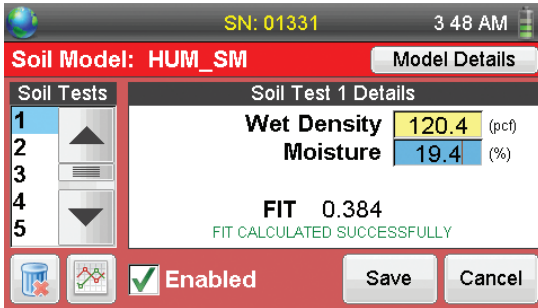 SN: 01331 3 48 AM
Soil Model: HUM_SM Model Details
Soil Tests Soil Test 1 Details
1 Wet Density 120.4 (pcf)
2 Moisture 19.4 (%)
3
4 FIT 0.384
5 FIT CALCULATED SUCCESSFULLY
Enabled Save Cancel